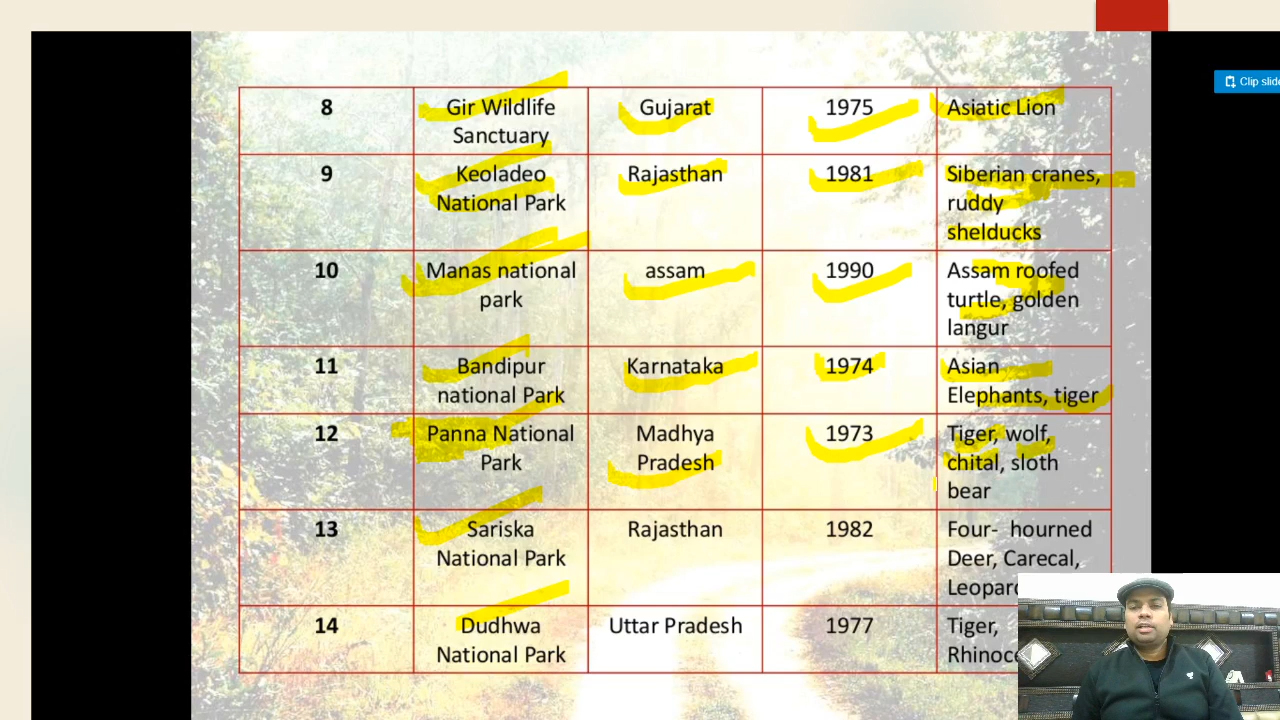 Clip slide
8 Gir Wildlife Gujarat 1975 Asiatic Lion
Sanctuary
9 Keoladeo Rajasthan 1981 Siberian cranes,
National Park ruddy
shelducks
10 Manas national assam 1990 Assam roofed
park turtle, golden
langur
11 Bandipur Karnataka 1974 Asian
national Park Elephants, tiger
12 Panna National Madhya 1973 Tiger, wolf,
Park Pradesh chital, sloth
bear
13 Sariska Rajasthan 1982 Four- hourned
National Park Deer, Carecal,
14 Dudhwa Uttar Pradesh 1977 Tiger,
National Park